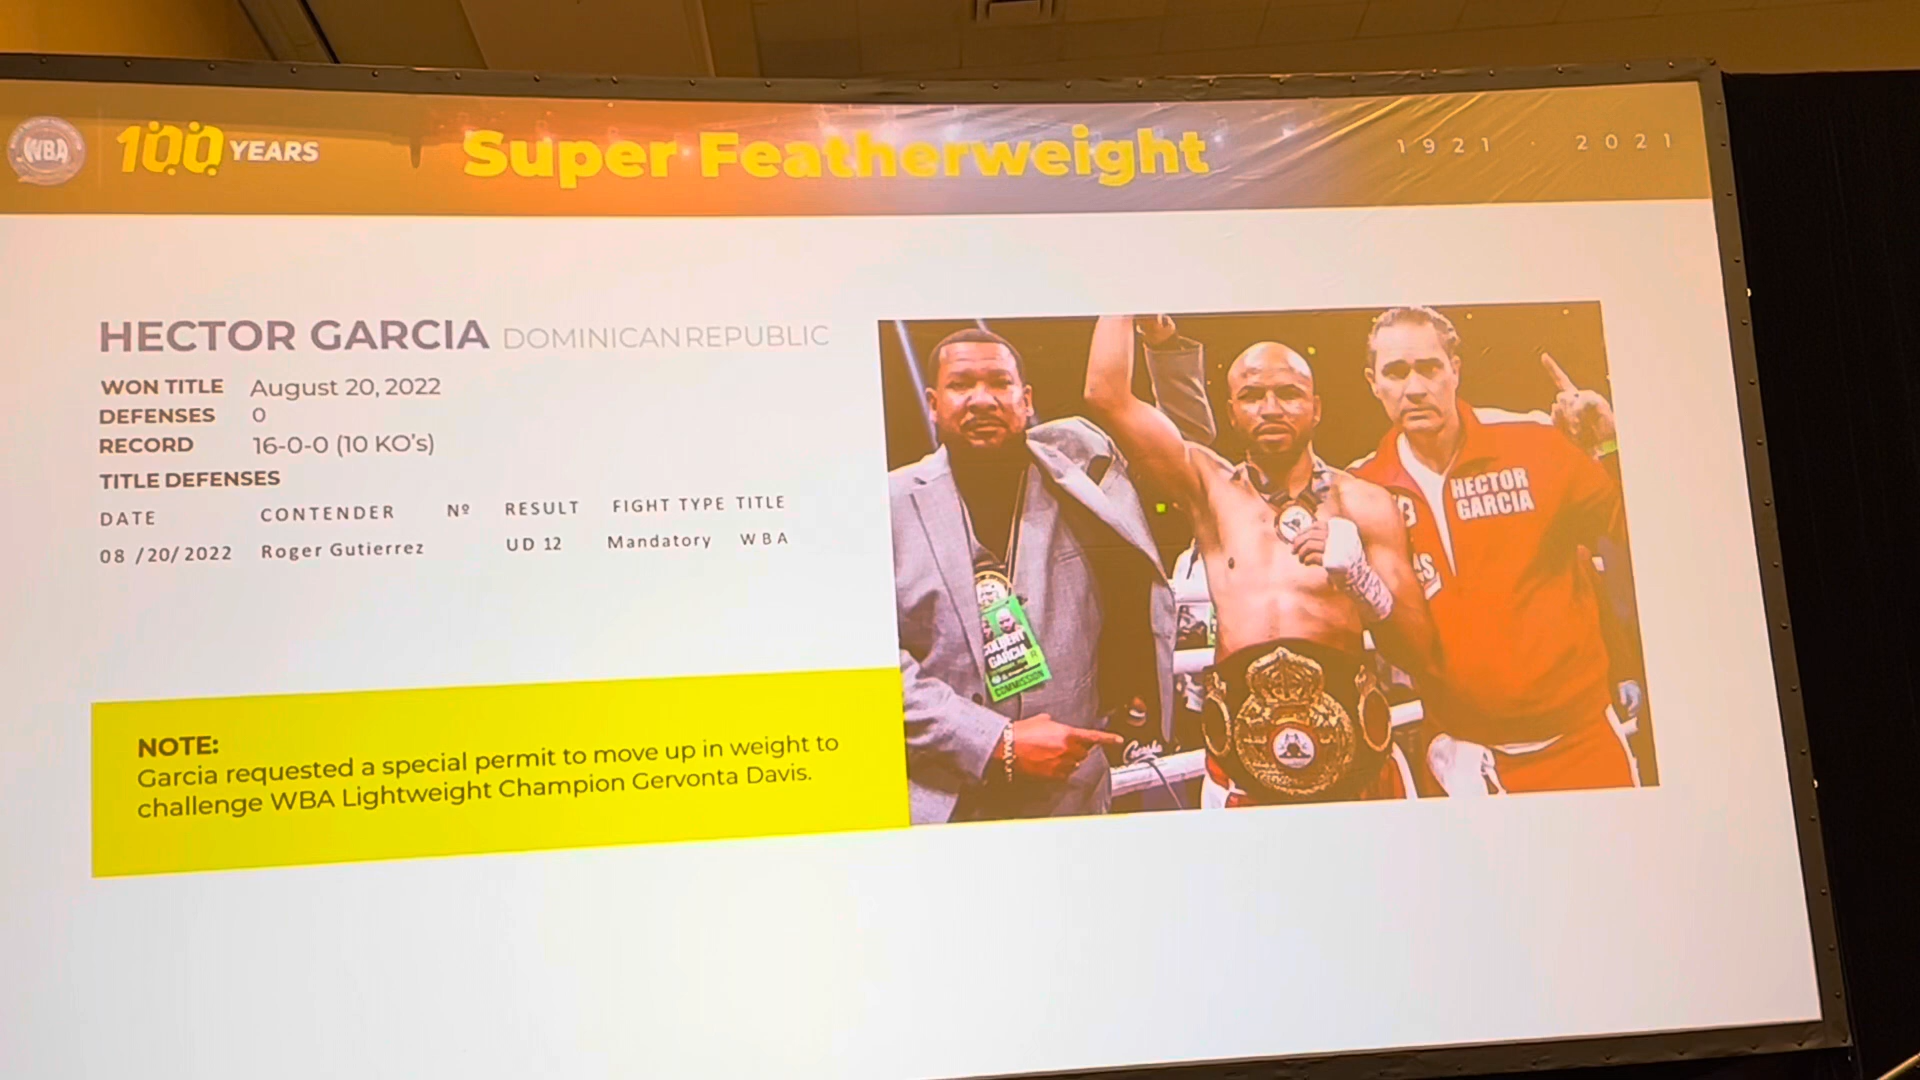 WBA 100 YEARS Super Featherweight 1921 · 2021
HECTOR GARCIA DOMINICAN REPUBLIC
WON TITLE August 20, 2022
DEFENSES 0
RECORD 16-0-0 (10 KO's)
TITLE DEFENSES
DATE CONTENDER Nº RESULT FIGHT TYPE TITLE
08 /20/ 2022 Roger Gutierrez UD 12 Mandatory WBA
NOTE:
Garcia requested a special permit to move up in weight to
challenge WBA Lightweight Champion Gervonta Davis.
HECTOR
GARCIA
GARCIA
COMMISSION